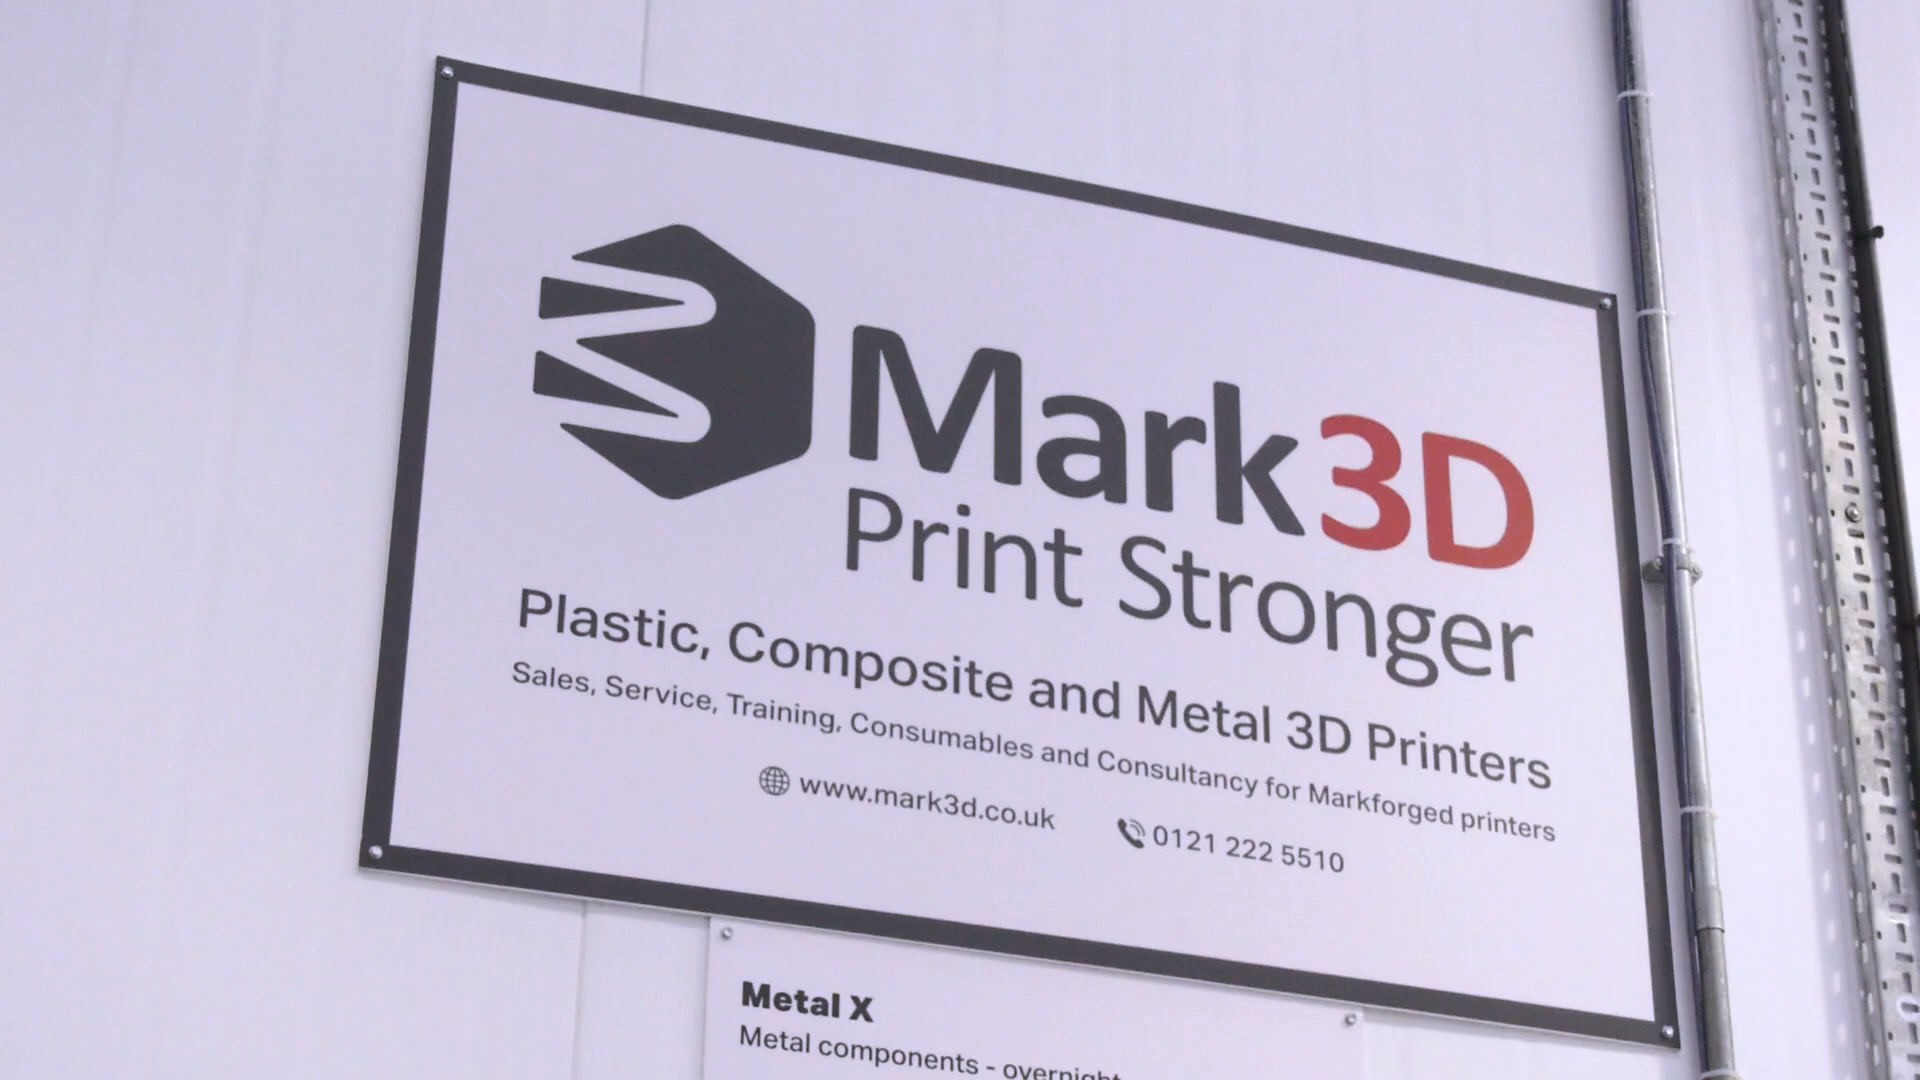 Mark3D
Print Stronger
Plastic, Composite and Metal 3D Printers
Sales, Service, Training, Consumables and Consultancy for Markforged printers
www.mark3d.co.uk
0121 222 5510
Metal X
Metal components - overnight